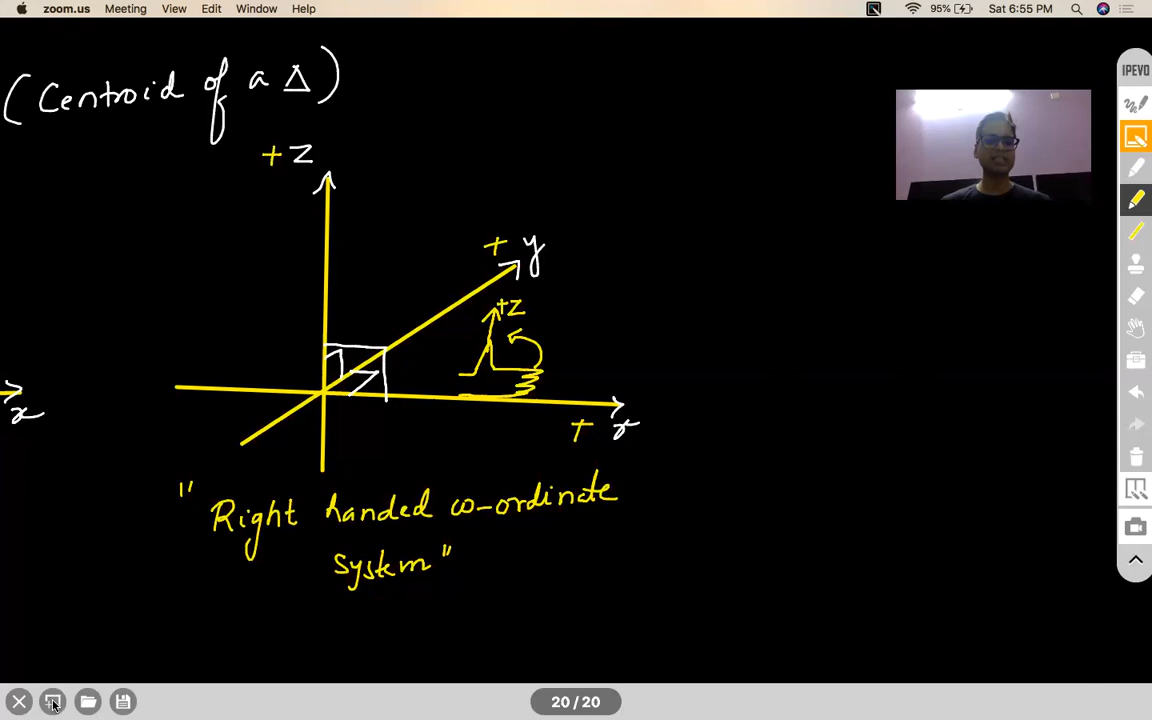 zoom.us Meeting View Edit Window Help 95% Sat 6:55 PM
(Centroid of a Δ)
IPEVO
+ Z
+ y
+Z
x
+ x
" Right handed co-ordinate
system "
20 / 20